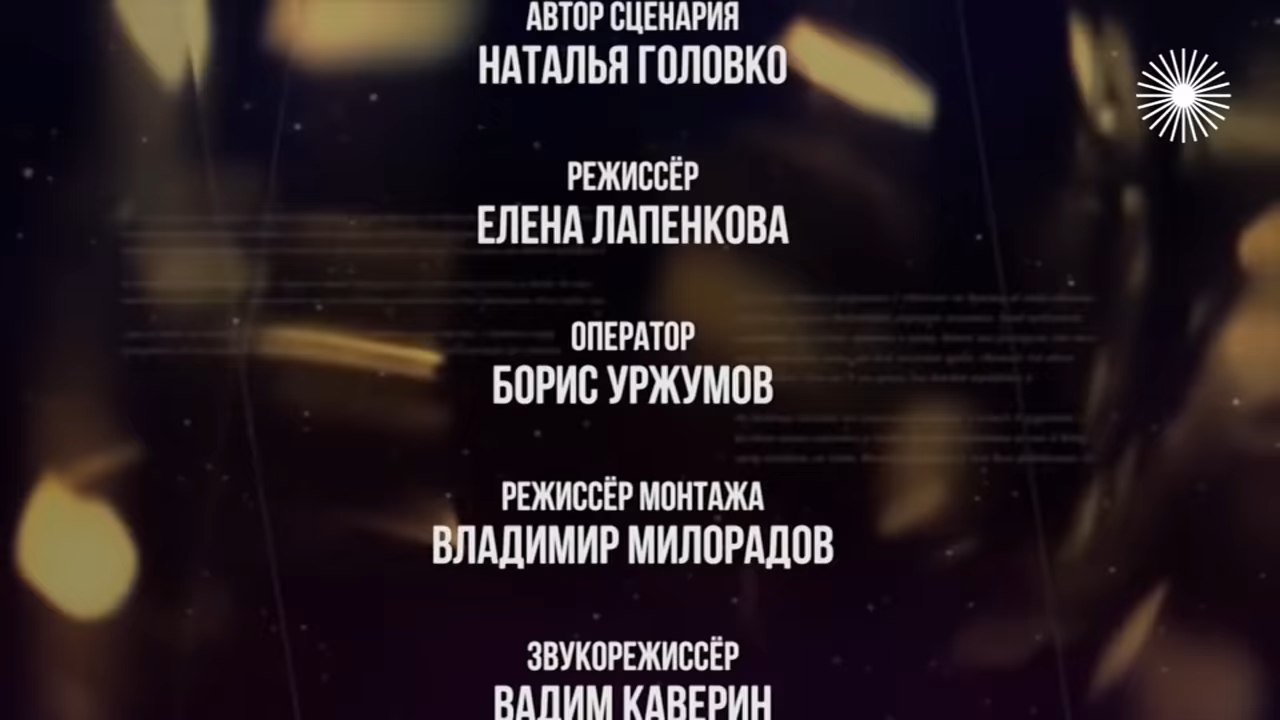 АВТОР СЦЕНАРИЯ
НАТАЛЬЯ ГОЛОВКО
РЕЖИССЁР
ЕЛЕНА ЛАПЕНКОВА
ОПЕРАТОР
БОРИС УРЖУМОВ
РЕЖИССЁР МОНТАЖА
ВЛАДИМИР МИЛОРАДОВ
ЗВУКОРЕЖИССЁР
ВАДИМ КАВЕРИН